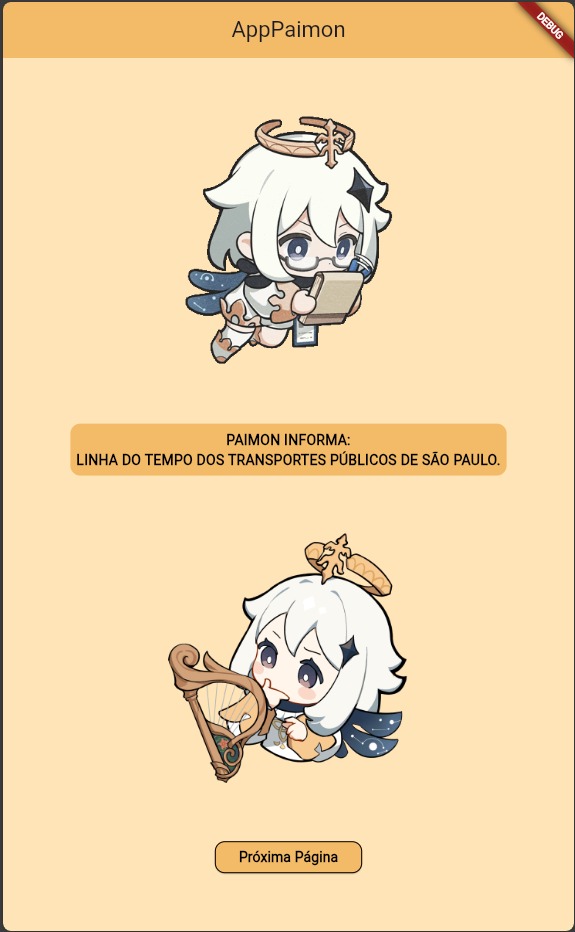 AppPaimon
DEBUG
PAIMON INFORMA:
LINHA DO TEMPO DOS TRANSPORTES PÚBLICOS DE SÃO PAULO.
Próxima Página